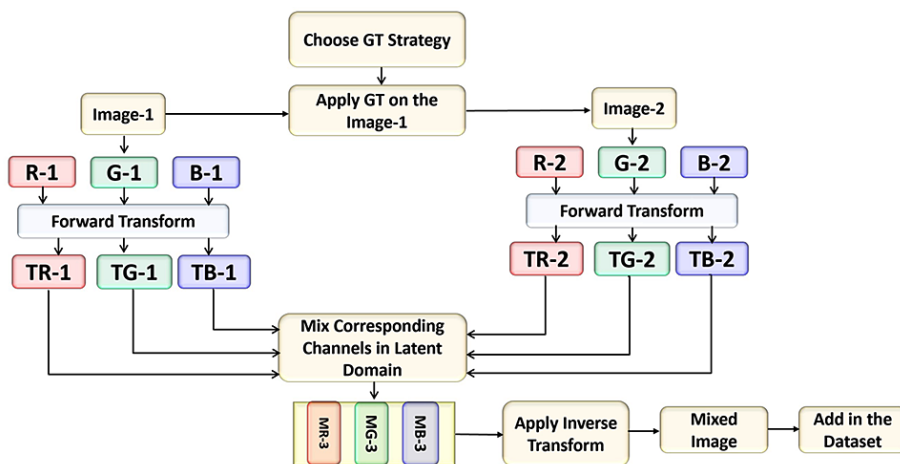 Choose GT Strategy
Apply GT on the
Image-1
Image-1
Image-2
R-1
G-1
B-1
R-2
G-2
B-2
Forward Transform
Forward Transform
TR-1
TG-1
TB-1
TR-2
TG-2
TB-2
Mix Corresponding
Channels in Latent
Domain
MR-3
MG-3
MB-3
Apply Inverse
Transform
Mixed
Image
Add in the
Dataset